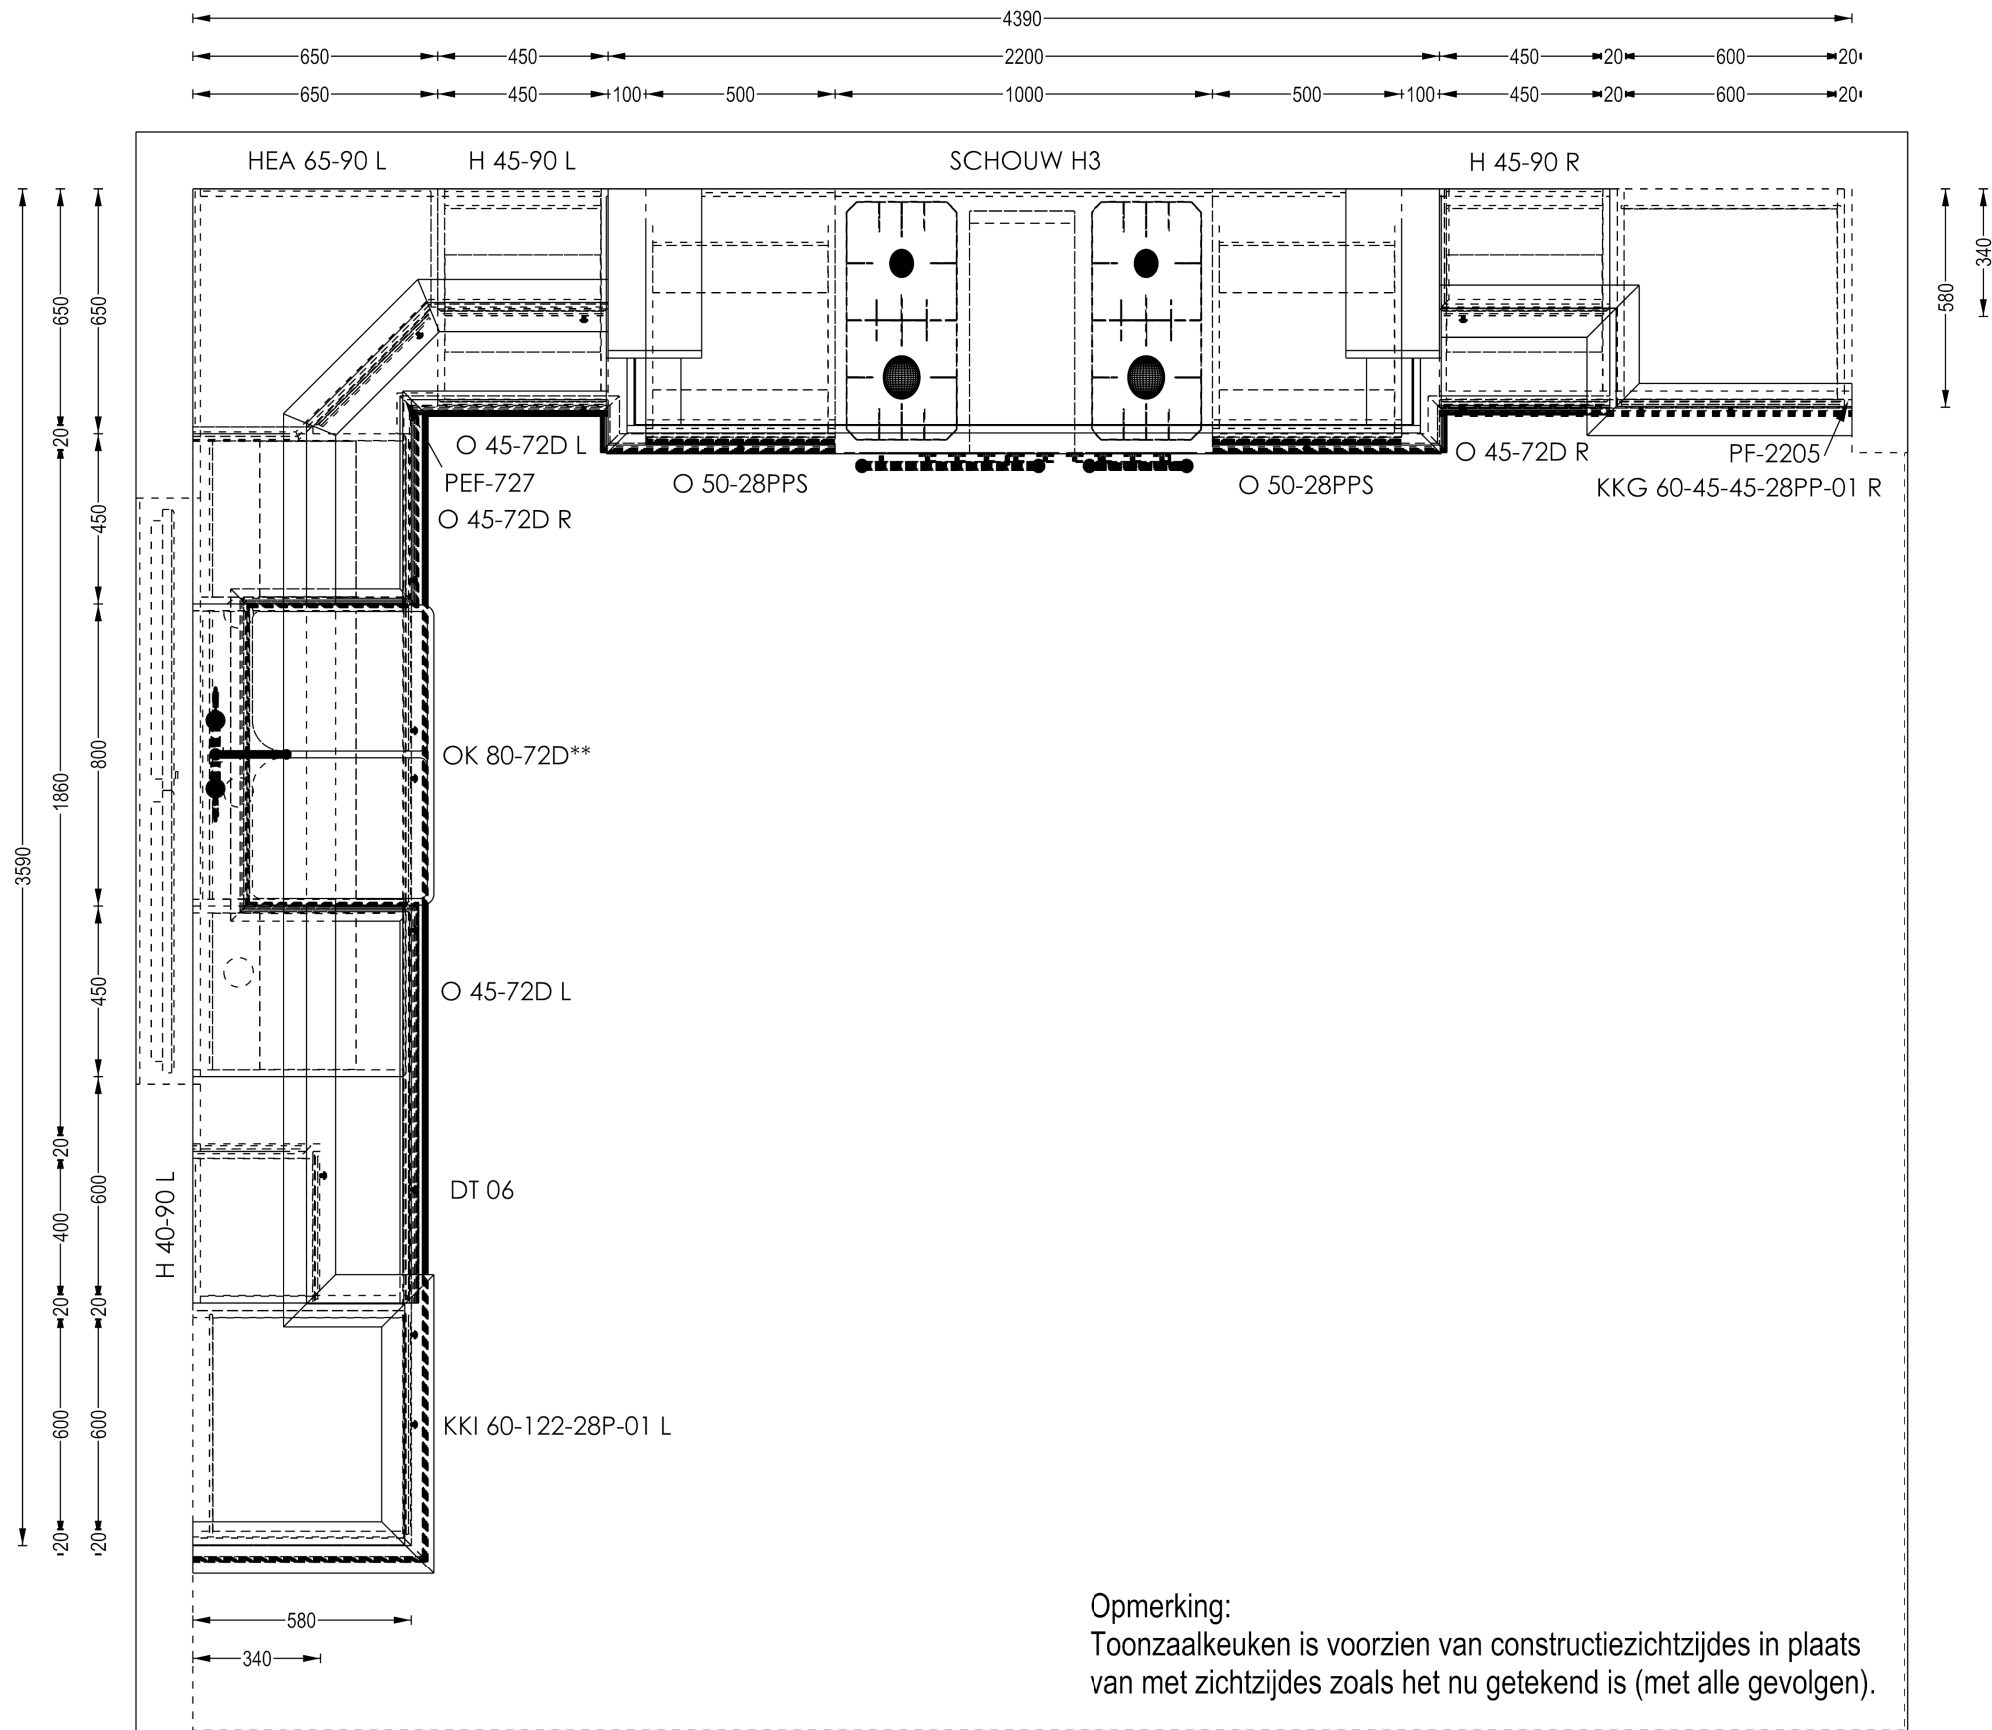 4390
650 450 2200 450 20 600 20
650 450 100 500 1000 500 100 450 20 600 20
HEA 65-90 L H 45-90 L SCHOUW H3 H 45-90 R
3590
650 20 1860 20 400 20 600 20
650 450 800 450 600 20 600 20
580
340
O 45-72D L
PEF-727
O 45-72D R
O 50-28PPS
O 50-28PPS
O 45-72D R
PF-2205
KKG 60-45-45-28PP-01 R
OK 80-72D**
O 45-72D L
H 40-90 L
DT 06
KKI 60-122-28P-01 L
580
340
Opmerking:
Toonzaalkeuken is voorzien van constructiezichtzijdes in plaats
van met zichtzijdes zoals het nu getekend is (met alle gevolgen).